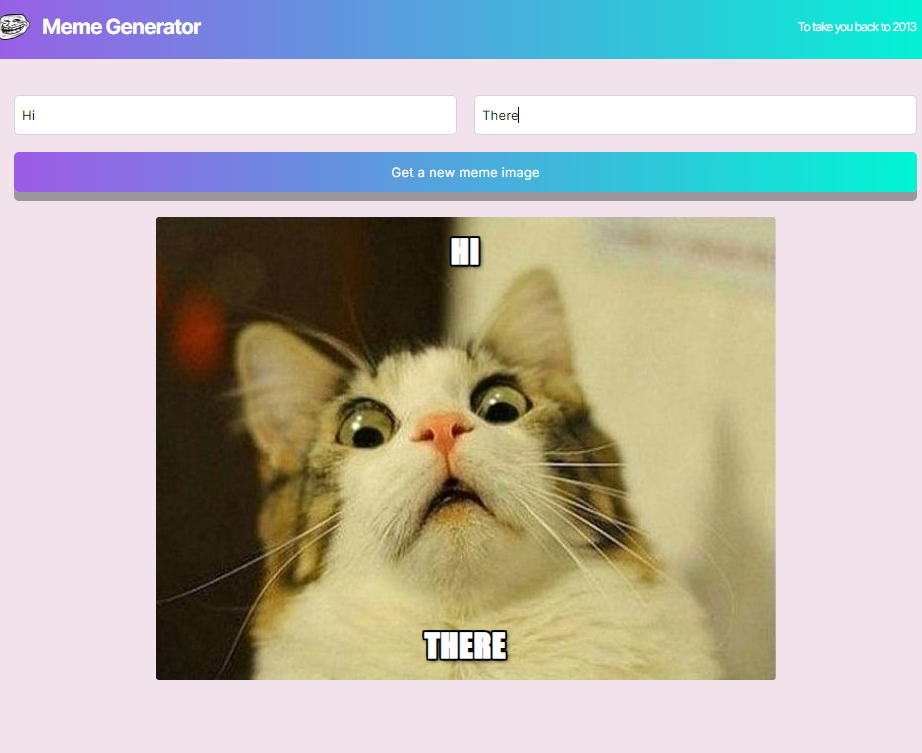 Meme Generator
To take you back to 2013
Hi
There
Get a new meme image
HI
THERE